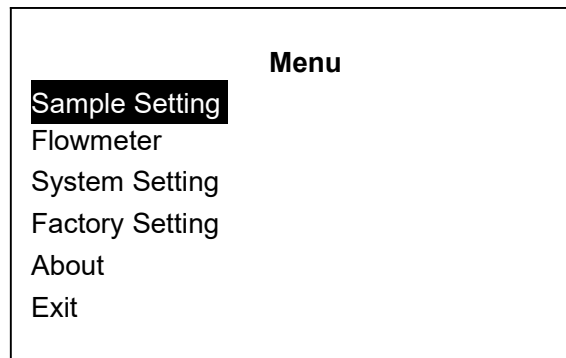 Menu
Sample Setting
Flowmeter
System Setting
Factory Setting
About
Exit